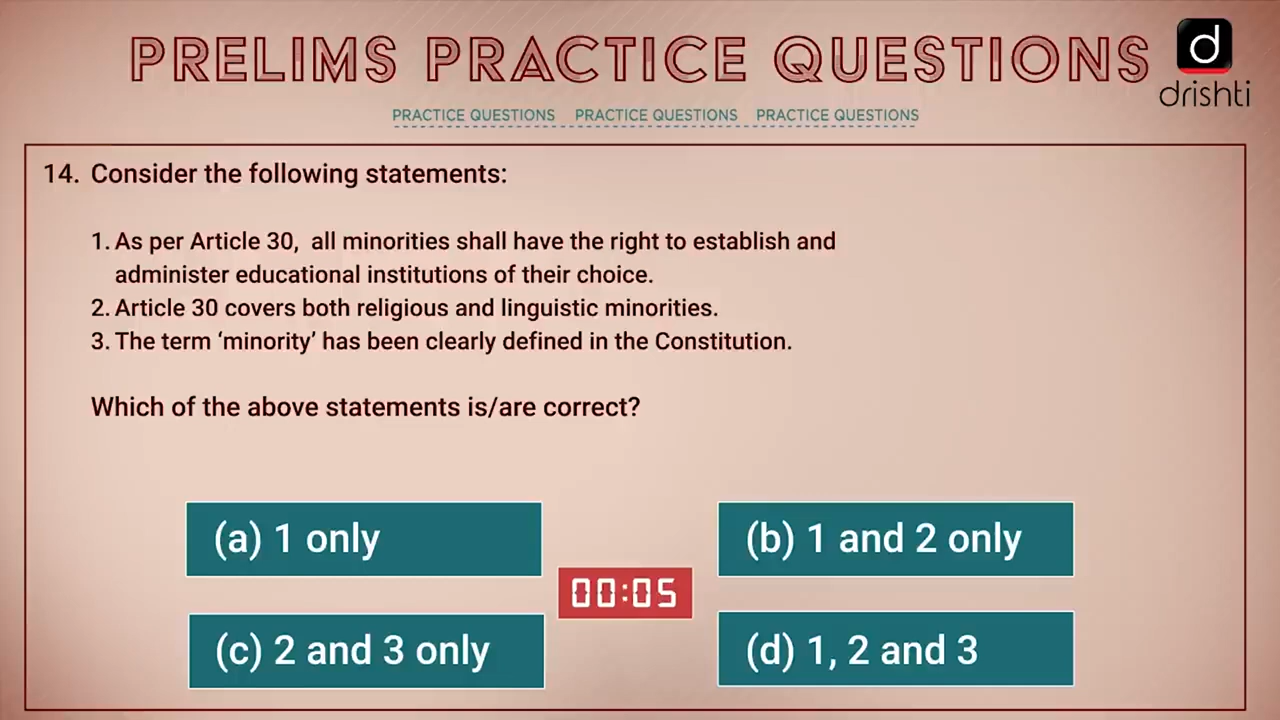 PRELIMS PRACTICE QUESTIONS
d
drishti
PRACTICE QUESTIONS PRACTICE QUESTIONS PRACTICE QUESTIONS
14. Consider the following statements:
1. As per Article 30, all minorities shall have the right to establish and
administer educational institutions of their choice.
2. Article 30 covers both religious and linguistic minorities.
3. The term ‘minority’ has been clearly defined in the Constitution.
Which of the above statements is/are correct?
(a) 1 only
(b) 1 and 2 only
00:05
(c) 2 and 3 only
(d) 1, 2 and 3